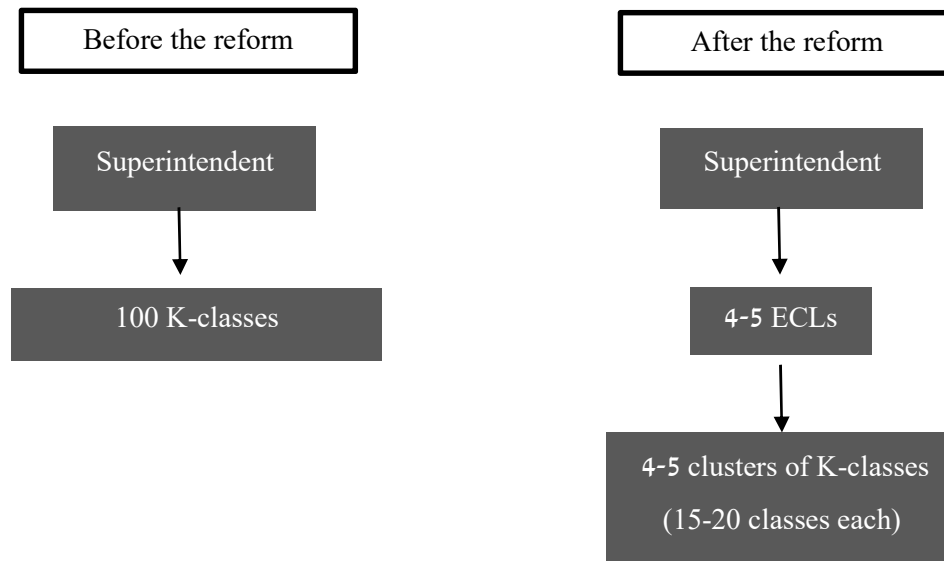 Before the reform
Superintendent
100 K-classes
After the reform
Superintendent
4-5 ECLs
4-5 clusters of K-classes
(15-20 classes each)